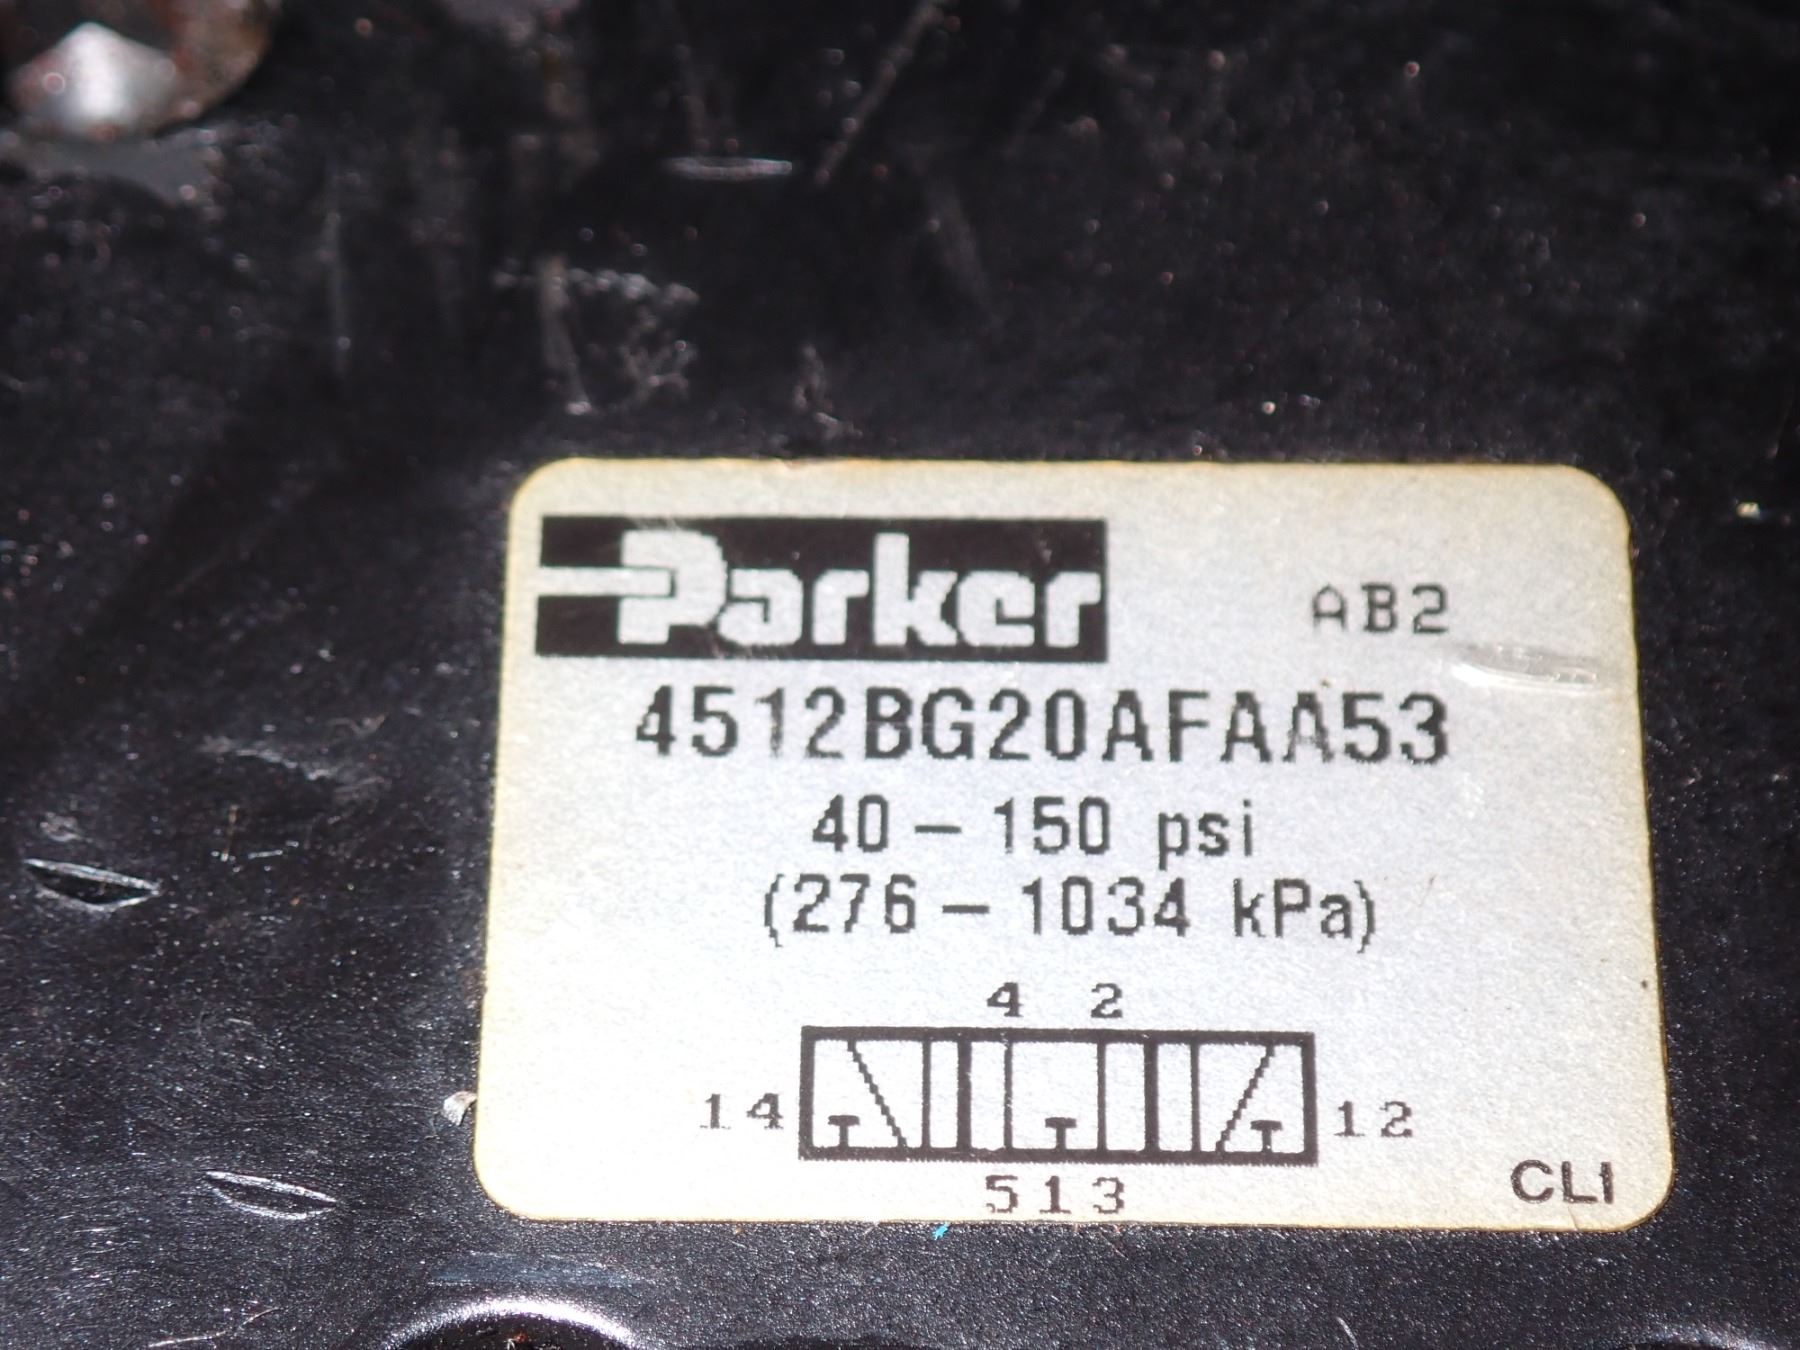 Parker AB2
4512BG20AFAA53
40 – 150 psi
(276 – 1034 kPa)
4 2
14 12
513
CLI